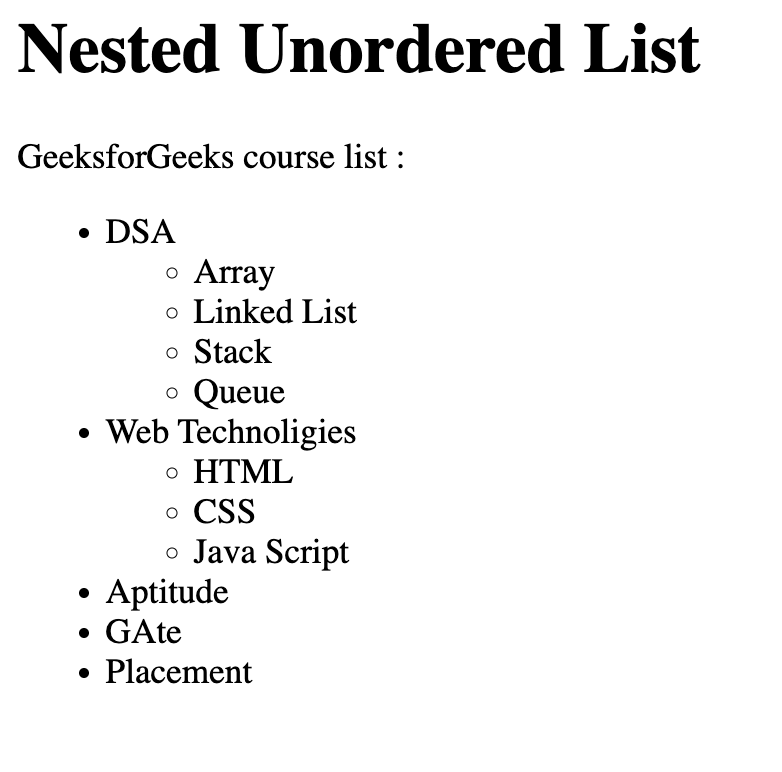 Nested Unordered List
GeeksforGeeks course list :
DSA
Array
Linked List
Stack
Queue
Web Technoligies
HTML
CSS
Java Script
Aptitude
GAte
Placement